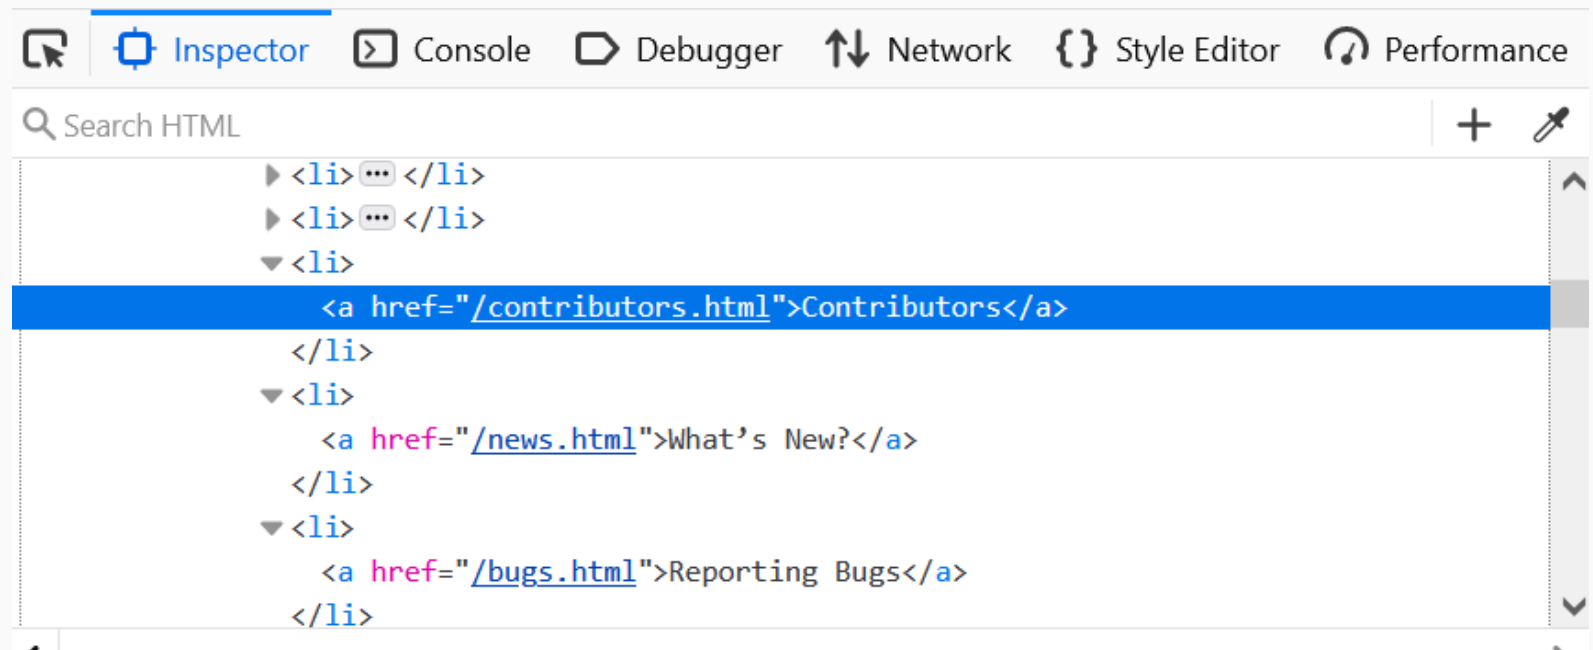 Inspector Console Debugger Network Style Editor Performance
Search HTML
<li>···</li>
<li>···</li>
<li>
<a href="/contributors.html">Contributors</a>
</li>
<li>
<a href="/news.html">What’s New?</a>
</li>
<li>
<a href="/bugs.html">Reporting Bugs</a>
</li>